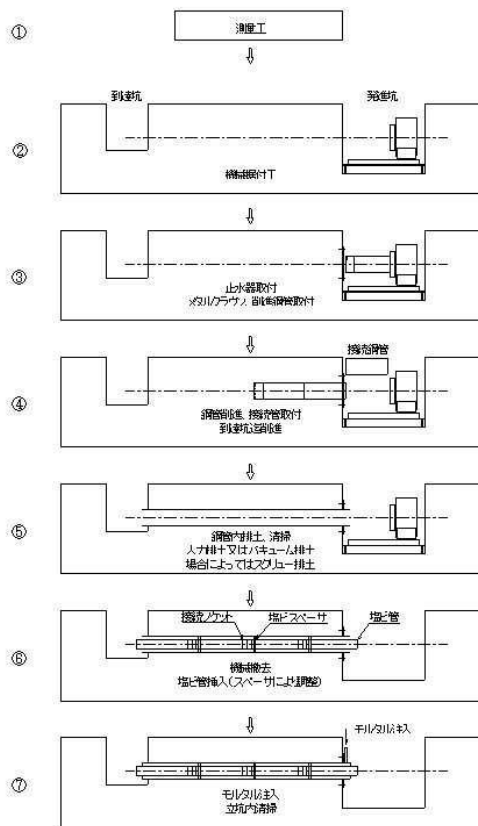 ①
測量工
到達坑
発進坑
②
機械据付工
③
止水器取付
メタルクラウン、削進鋼管取付
接続鋼管
④
鋼管削進、接続管取付
到達坑迄削進
⑤
鋼管内排土、清掃
人力排土又はバキューム排土
場合によってはスクリュー排土
接続ソケット
塩ビスペーサ
塩ビ管
⑥
機械撤去
塩ビ管挿入(スペーサにより調整)
モルタル注入
⑦
モルタル注入
立坑内清掃